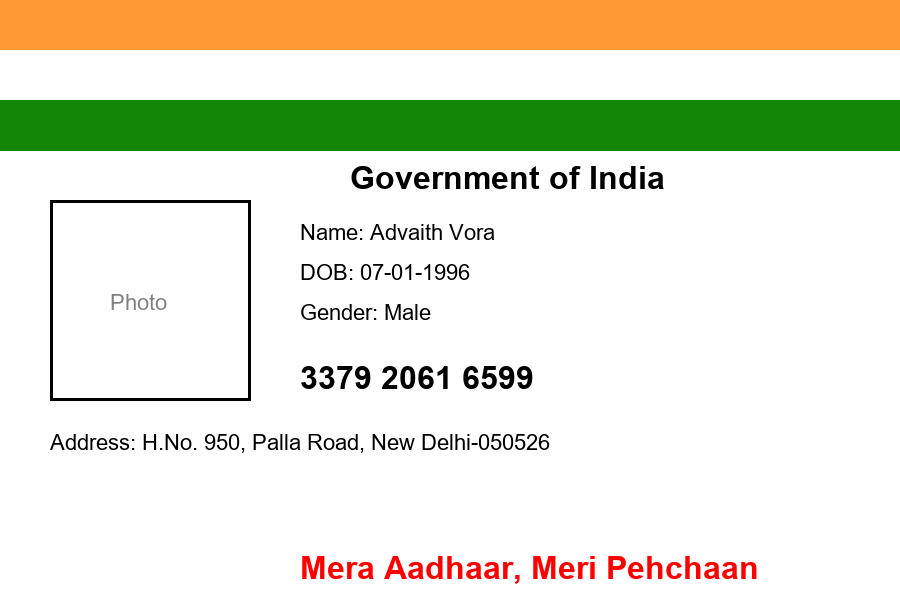 Government of India
Name: Advaith Vora
DOB: 07-01-1996
Gender: Male
Photo
3379 2061 6599
Address: H.No. 950, Palla Road, New Delhi-050526
Mera Aadhaar, Meri Pehchaan